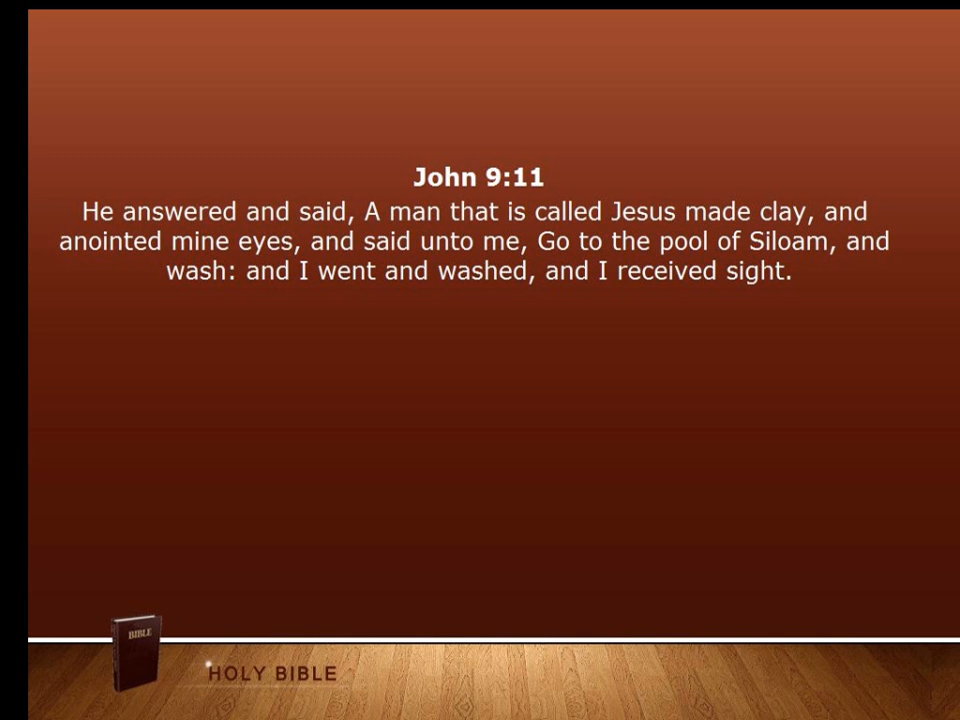 John 9:11
He answered and said, A man that is called Jesus made clay, and
anointed mine eyes, and said unto me, Go to the pool of Siloam, and
wash: and I went and washed, and I received sight.
BIBLE
HOLY BIBLE